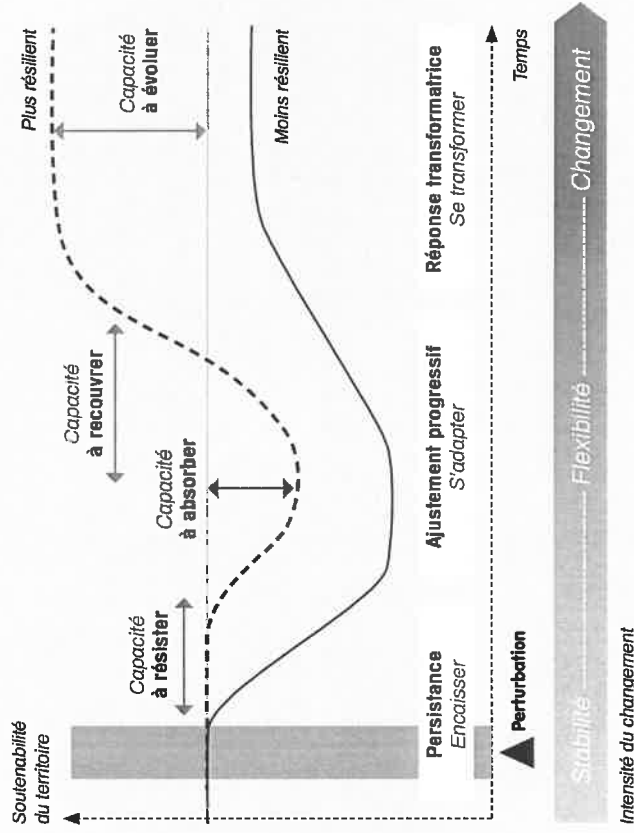 Soutenabilité
du territoire
Plus résilient
Capacité
à résister
Capacité
à absorber
Capacité
à recouvrer
Capacité
à évoluer
Moins résilient
Persistance
Encaisser
Ajustement progressif
S'adapter
Réponse transformatrice
Se transformer
Perturbation
Temps
Stabilité
Flexibilité
Changement
Intensité du changement